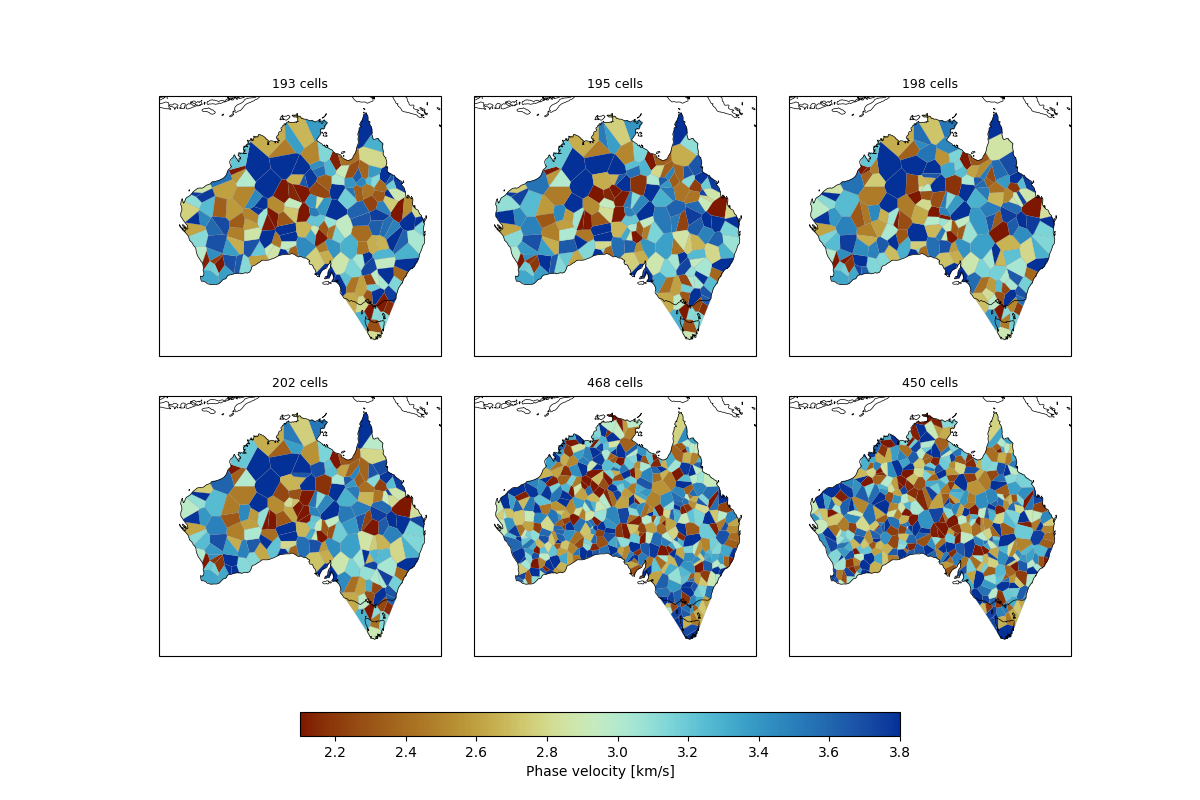 193 cells
195 cells
198 cells
202 cells
468 cells
450 cells
2.2 2.4 2.6 2.8 3.0 3.2 3.4 3.6 3.8
Phase velocity [km/s]